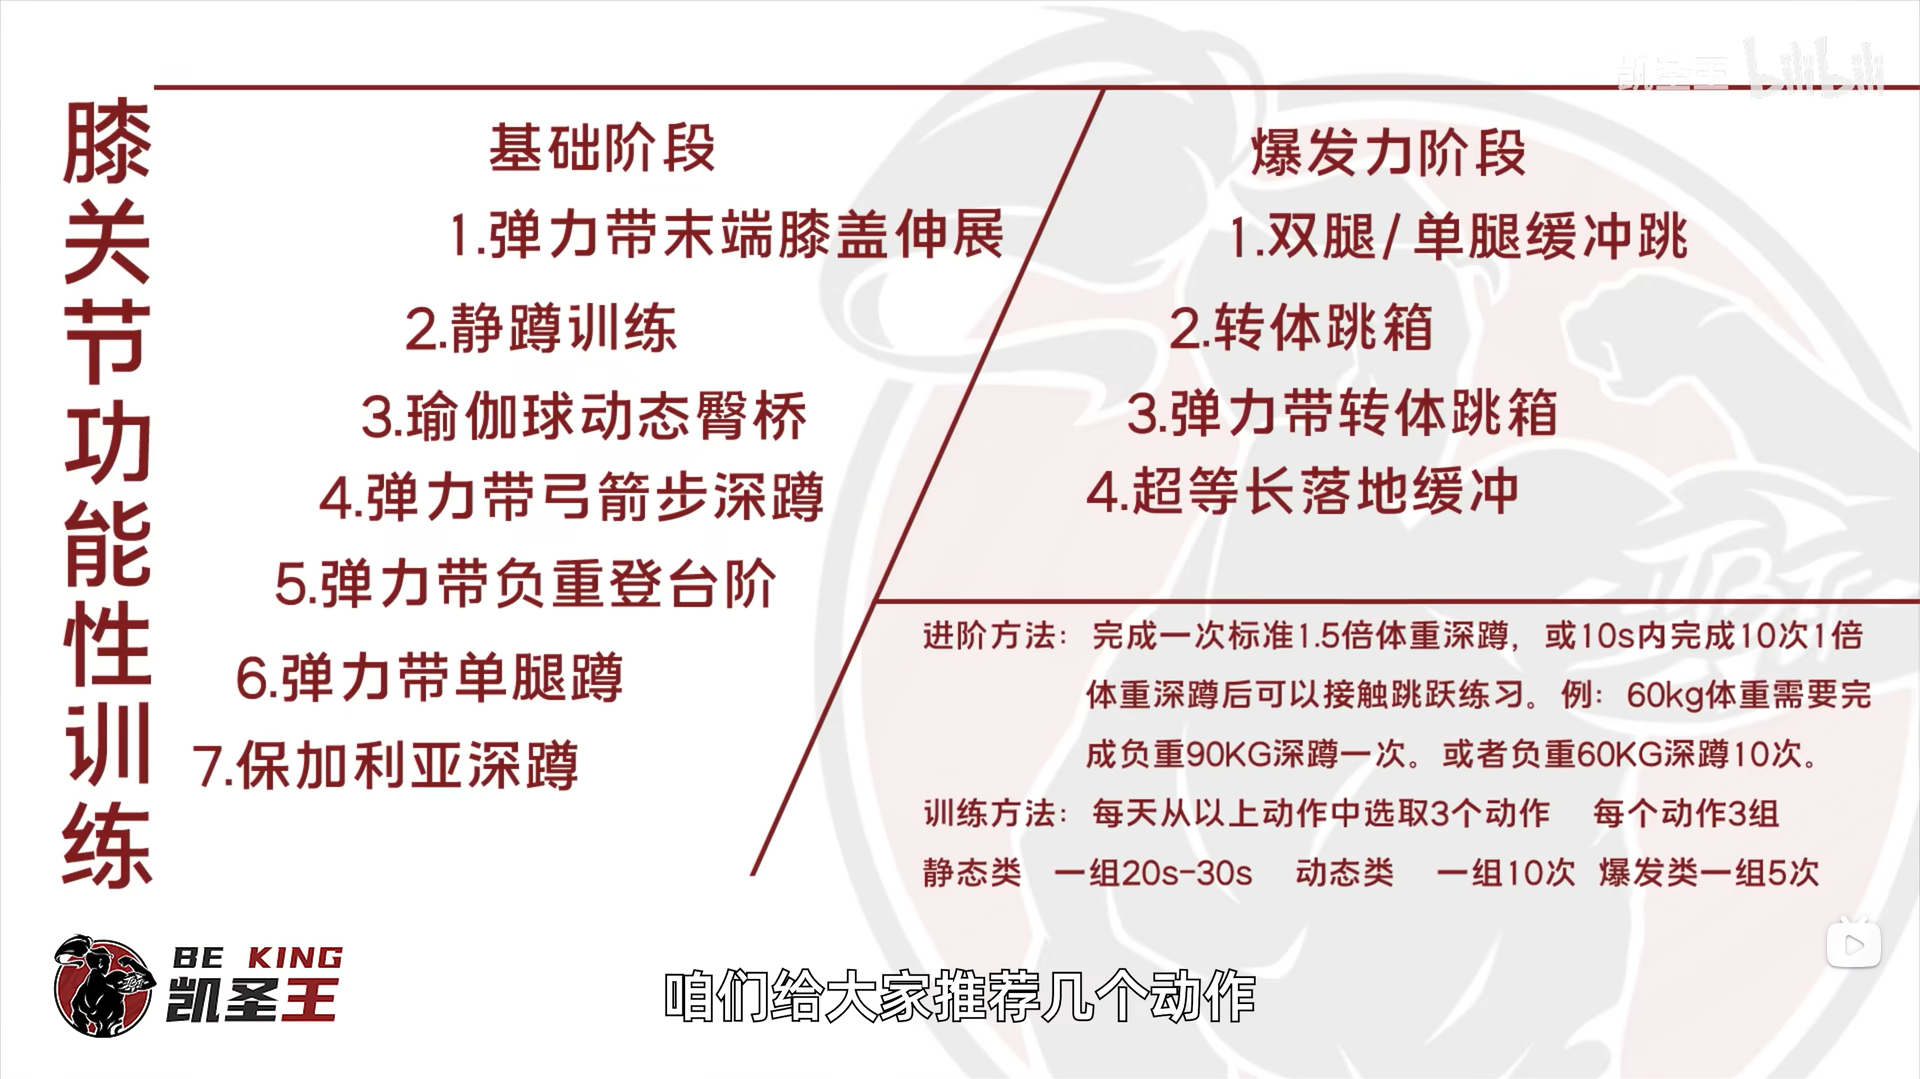 凯圣王 bilibili
膝关节功能性训练
基础阶段
1.弹力带末端膝盖伸展
2.静蹲训练
3.瑜伽球动态臀桥
4.弹力带弓箭步深蹲
5.弹力带负重登台阶
6.弹力带单腿蹲
7.保加利亚深蹲
爆发力阶段
1.双腿/单腿缓冲跳
2.转体跳箱
3.弹力带转体跳箱
4.超等长落地缓冲
进阶方法：完成一次标准1.5倍体重深蹲，或10s内完成10次1倍
体重深蹲后可以接触跳跃练习。例：60kg体重需要完
成负重90KG深蹲一次。或者负重60KG深蹲10次。
训练方法：每天从以上动作中选取3个动作 每个动作3组
静态类 一组20s-30s 动态类 一组10次 爆发类一组5次
BE KING
凯圣王
咱们给大家推荐几个动作